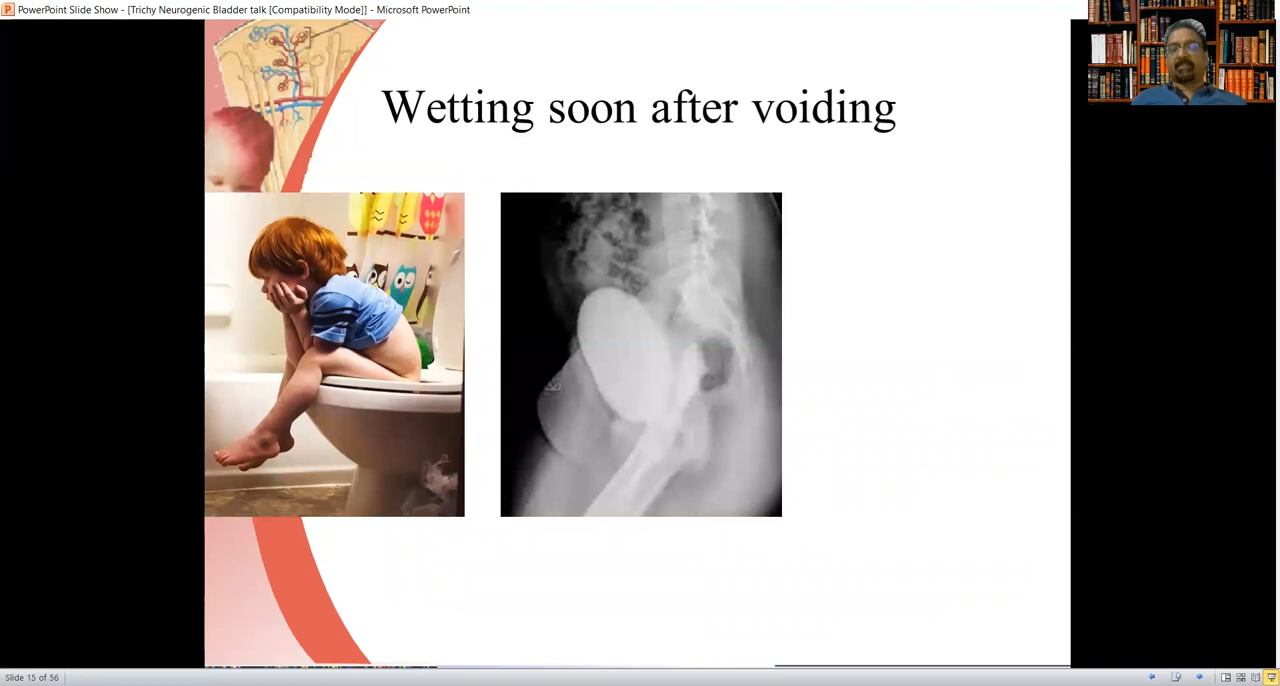 PowerPoint Slide Show - [Trichy Neurogenic Bladder talk [Compatibility Mode]] - Microsoft PowerPoint
Wetting soon after voiding
Slide 15 of 56